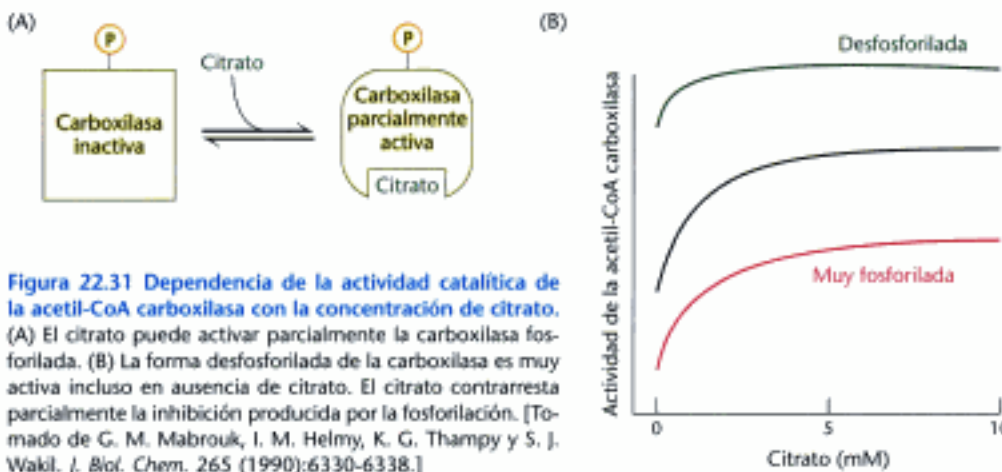 (A)
P
Citrato
P
Carboxilasa
inactiva
Carboxilasa
parcialmente
activa
Citrato
Figura 22.31 Dependencia de la actividad catalítica de
la acetil-CoA carboxilasa con la concentración de citrato.
(A) El citrato puede activar parcialmente la carboxilasa fos-
forilada. (B) La forma desfosforilada de la carboxilasa es muy
activa incluso en ausencia de citrato. El citrato contrarresta
parcialmente la inhibición producida por la fosforilación. [To-
mado de G. M. Mabrouk, I. M. Helmy, K. G. Thampy y S. J.
Wakil. J. Biol. Chem. 265 (1990):6330-6338.]
(B)
Actividad de la acetil-CoA carboxilasa
Desfosforilada
Muy fosforilada
0
5
10
Citrato (mM)